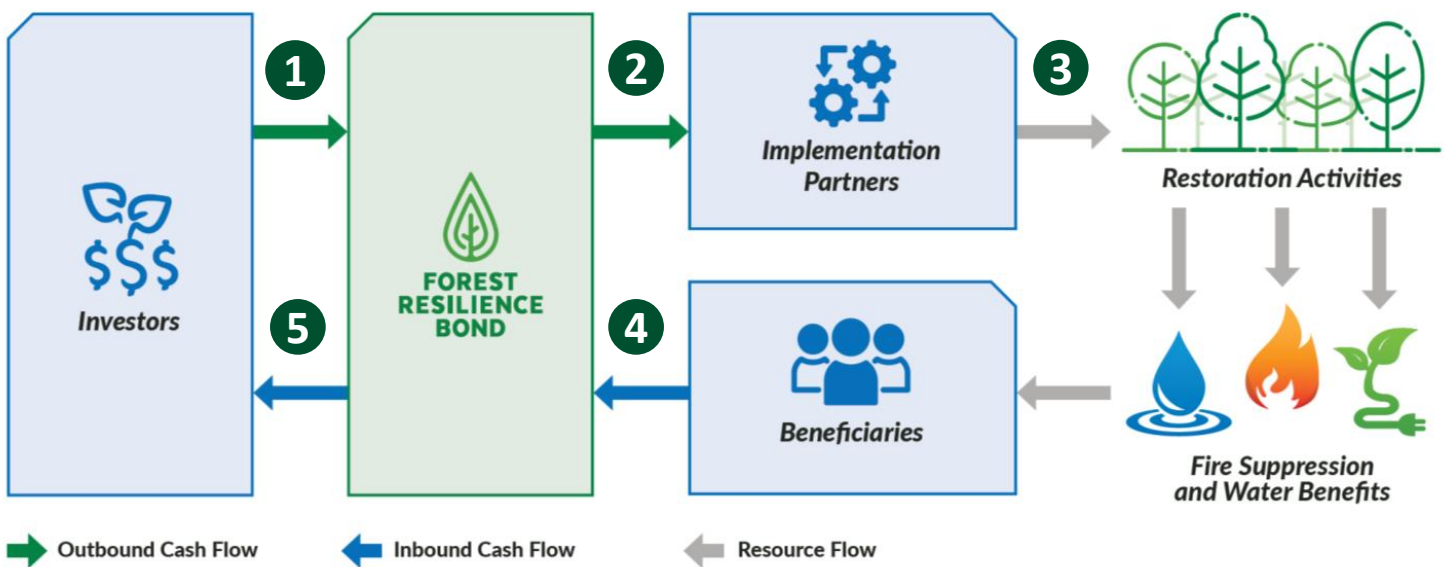 1
2
3
Implementation
Partners
Restoration Activities
$$$
Investors
FOREST
RESILIENCE
BOND
5
4
Beneficiaries
Fire Suppression
and Water Benefits
Outbound Cash Flow
Inbound Cash Flow
Resource Flow